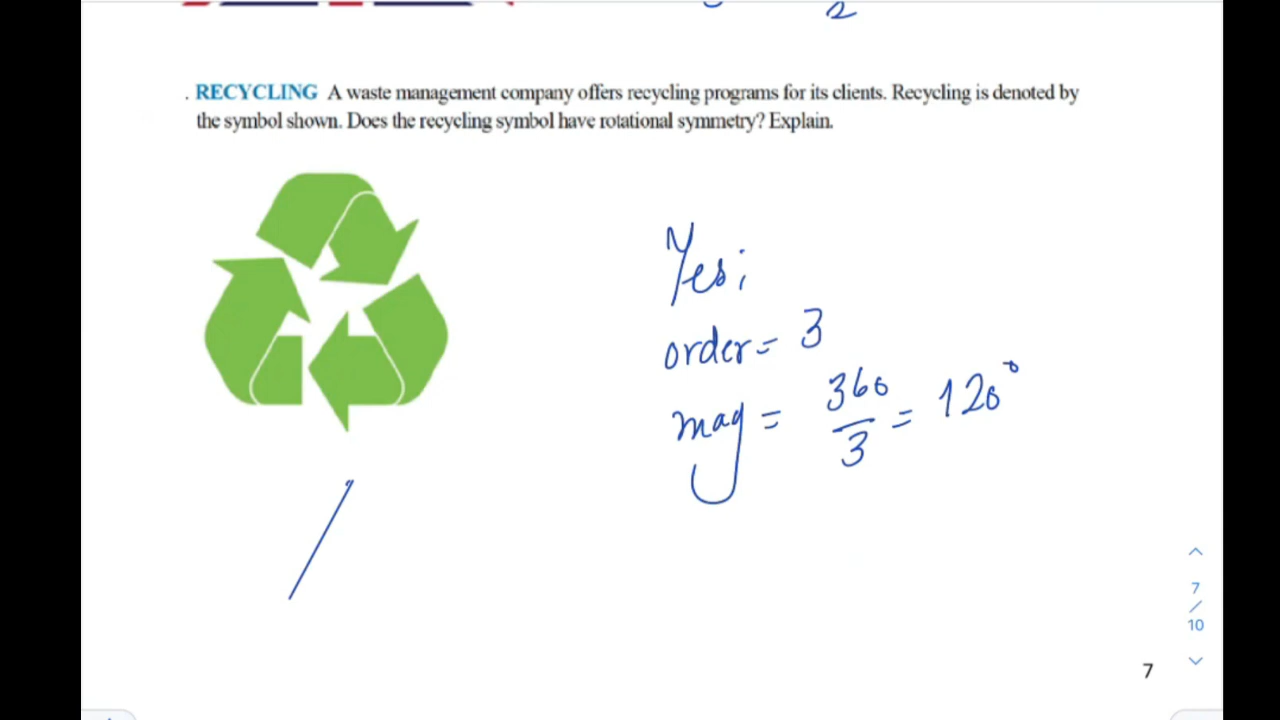 2
. RECYCLING A waste management company offers recycling programs for its clients. Recycling is denoted by
the symbol shown. Does the recycling symbol have rotational symmetry? Explain.
Yes;
order = 3
mag = 360/3 = 120°
7
/
10
7